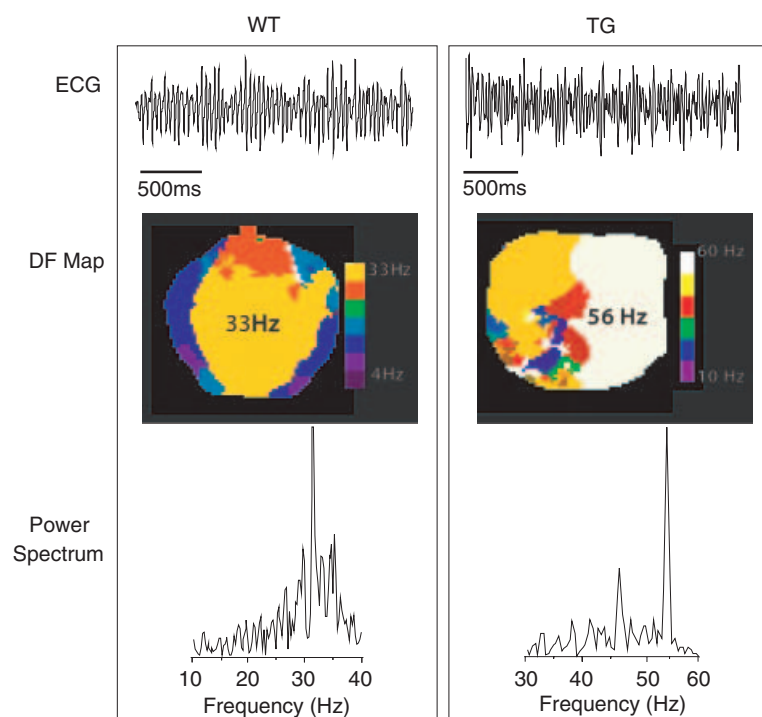 WT
TG
ECG
500ms
500ms
DF Map
33Hz
33Hz
4Hz
56 Hz
60 Hz
10 Hz
Power
Spectrum
10 20 30 40
Frequency (Hz)
30 40 50 60
Frequency (Hz)